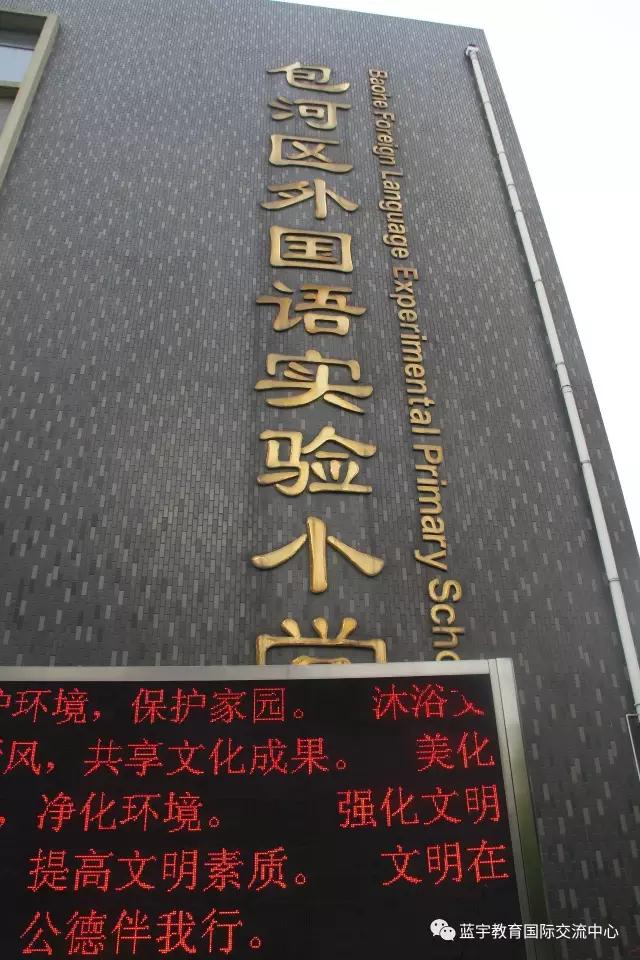 包河区外国语实验小学
Baohe Foreign Language Experimental Primary Scho
护环境，保护家园。 沐浴文
风，共享文化成果。 美化
，净化环境。 强化文明
提高文明素质。 文明在
公德伴我行。
蓝宇教育国际交流中心